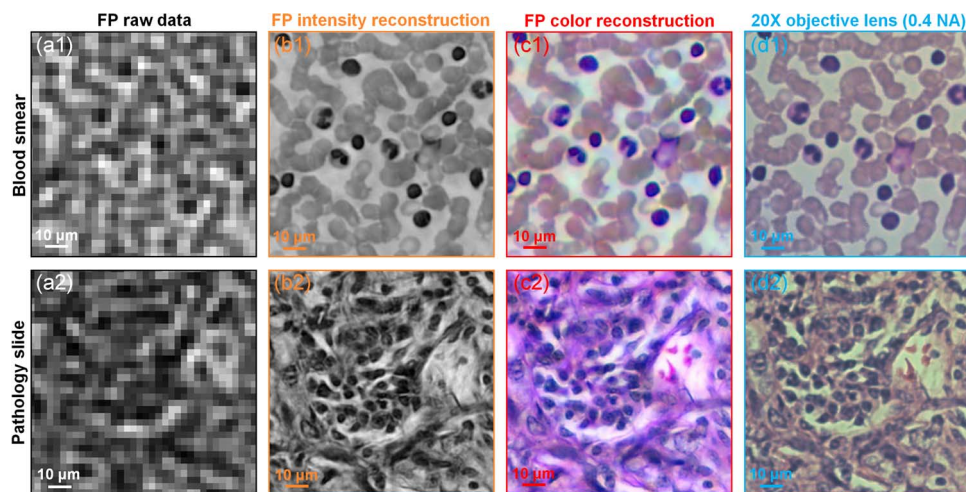 FP raw data
FP intensity reconstruction
FP color reconstruction
20X objective lens (0.4 NA)
Blood smear
(a1)
10 µm
(b1)
10 µm
(c1)
10 µm
(d1)
10 µm
Pathology slide
(a2)
10 µm
(b2)
10 µm
(c2)
10 µm
(d2)
10 µm